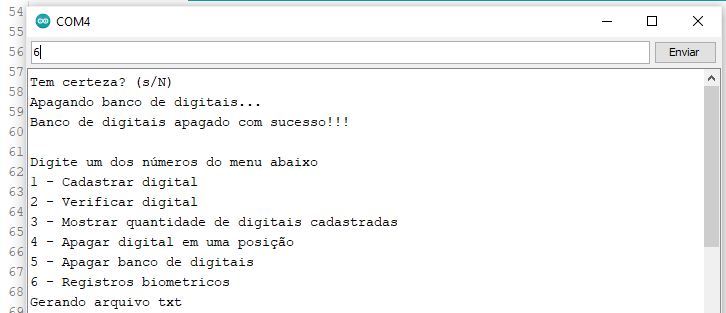 54
55
56
57
58
59
60
61
62
63
64
65
66
67
68
69
COM4
6
Enviar
Tem certeza? (s/N)
Apagando banco de digitais...
Banco de digitais apagado com sucesso!!!
Digite um dos números do menu abaixo
1 - Cadastrar digital
2 - Verificar digital
3 - Mostrar quantidade de digitais cadastradas
4 - Apagar digital em uma posição
5 - Apagar banco de digitais
6 - Registros biometricos
Gerando arquivo txt